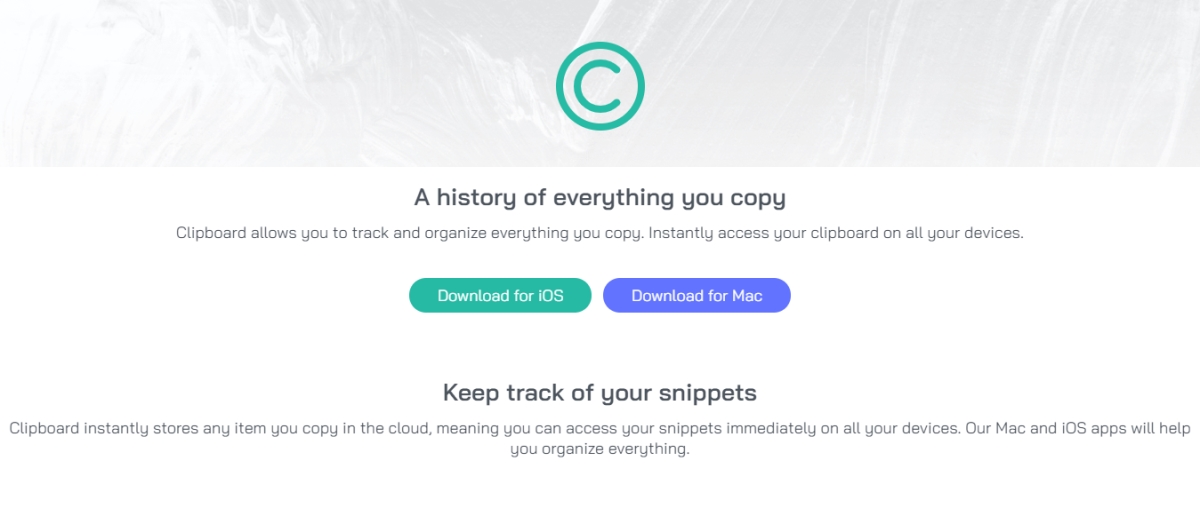 A history of everything you copy
Clipboard allows you to track and organize everything you copy. Instantly access your clipboard on all your devices.
Download for iOS
Download for Mac
Keep track of your snippets
Clipboard instantly stores any item you copy in the cloud, meaning you can access your snippets immediately on all your devices. Our Mac and iOS apps will help
you organize everything.